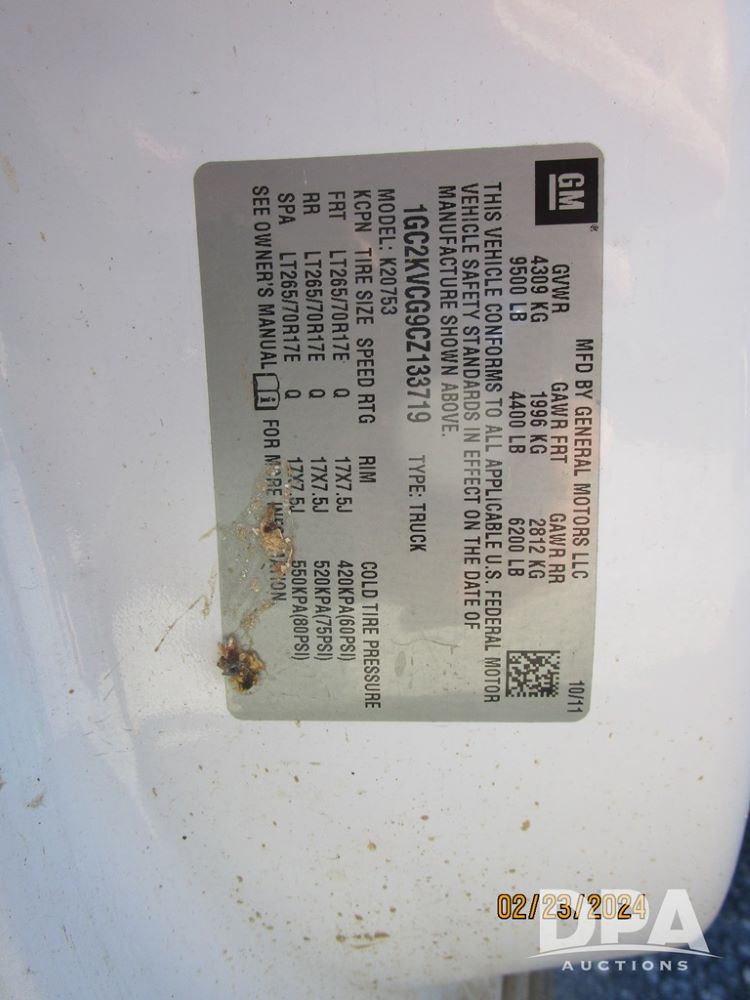 GM
MFD BY GENERAL MOTORS LLC 10/11
GVWR GAWR FRT GAWR RR
4309 KG 1996 KG 2812 KG
9500 LB 4400 LB 6200 LB
THIS VEHICLE CONFORMS TO ALL APPLICABLE U.S. FEDERAL MOTOR
VEHICLE SAFETY STANDARDS IN EFFECT ON THE DATE OF
MANUFACTURE SHOWN ABOVE.
1GC2KVCG9CZ133719 TYPE: TRUCK
MODEL: K20753
KCPN TIRE SIZE SPEED RTG RIM COLD TIRE PRESSURE
FRT LT265/70R17E Q 17X7.5J 420KPA(60PSI)
RR LT265/70R17E Q 17X7.5J 520KPA(75PSI)
SPA LT265/70R17E Q 17X7.5J 550KPA(80PSI)
SEE OWNER'S MANUAL FOR MORE INFORMATION
02/23/2024
DPA
AUCTIONS